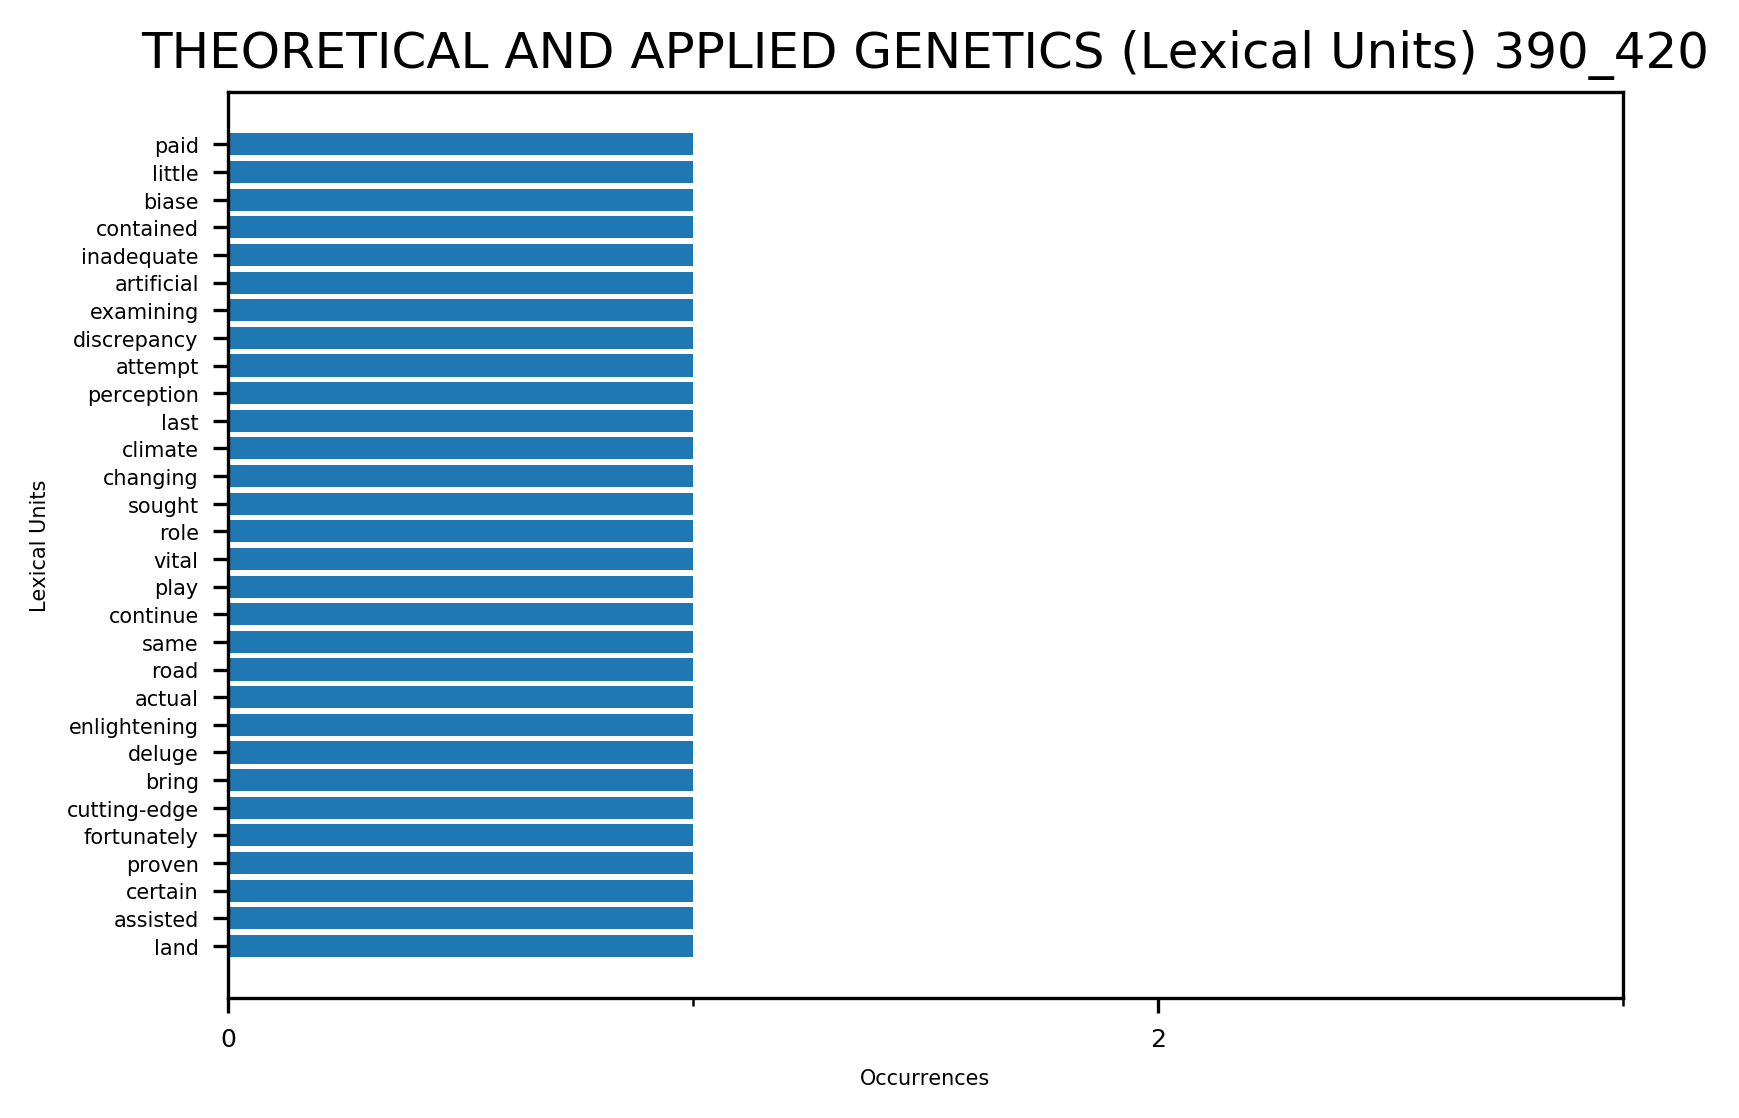 THEORETICAL AND APPLIED GENETICS (Lexical Units) 390_420
paid
little
biase
contained
inadequate
artificial
examining
discrepancy
attempt
perception
last
climate
changing
sought
role
vital
play
continue
same
road
actual
enlightening
deluge
bring
cutting-edge
fortunately
proven
certain
assisted
land
Lexical Units
0
2
Occurrences